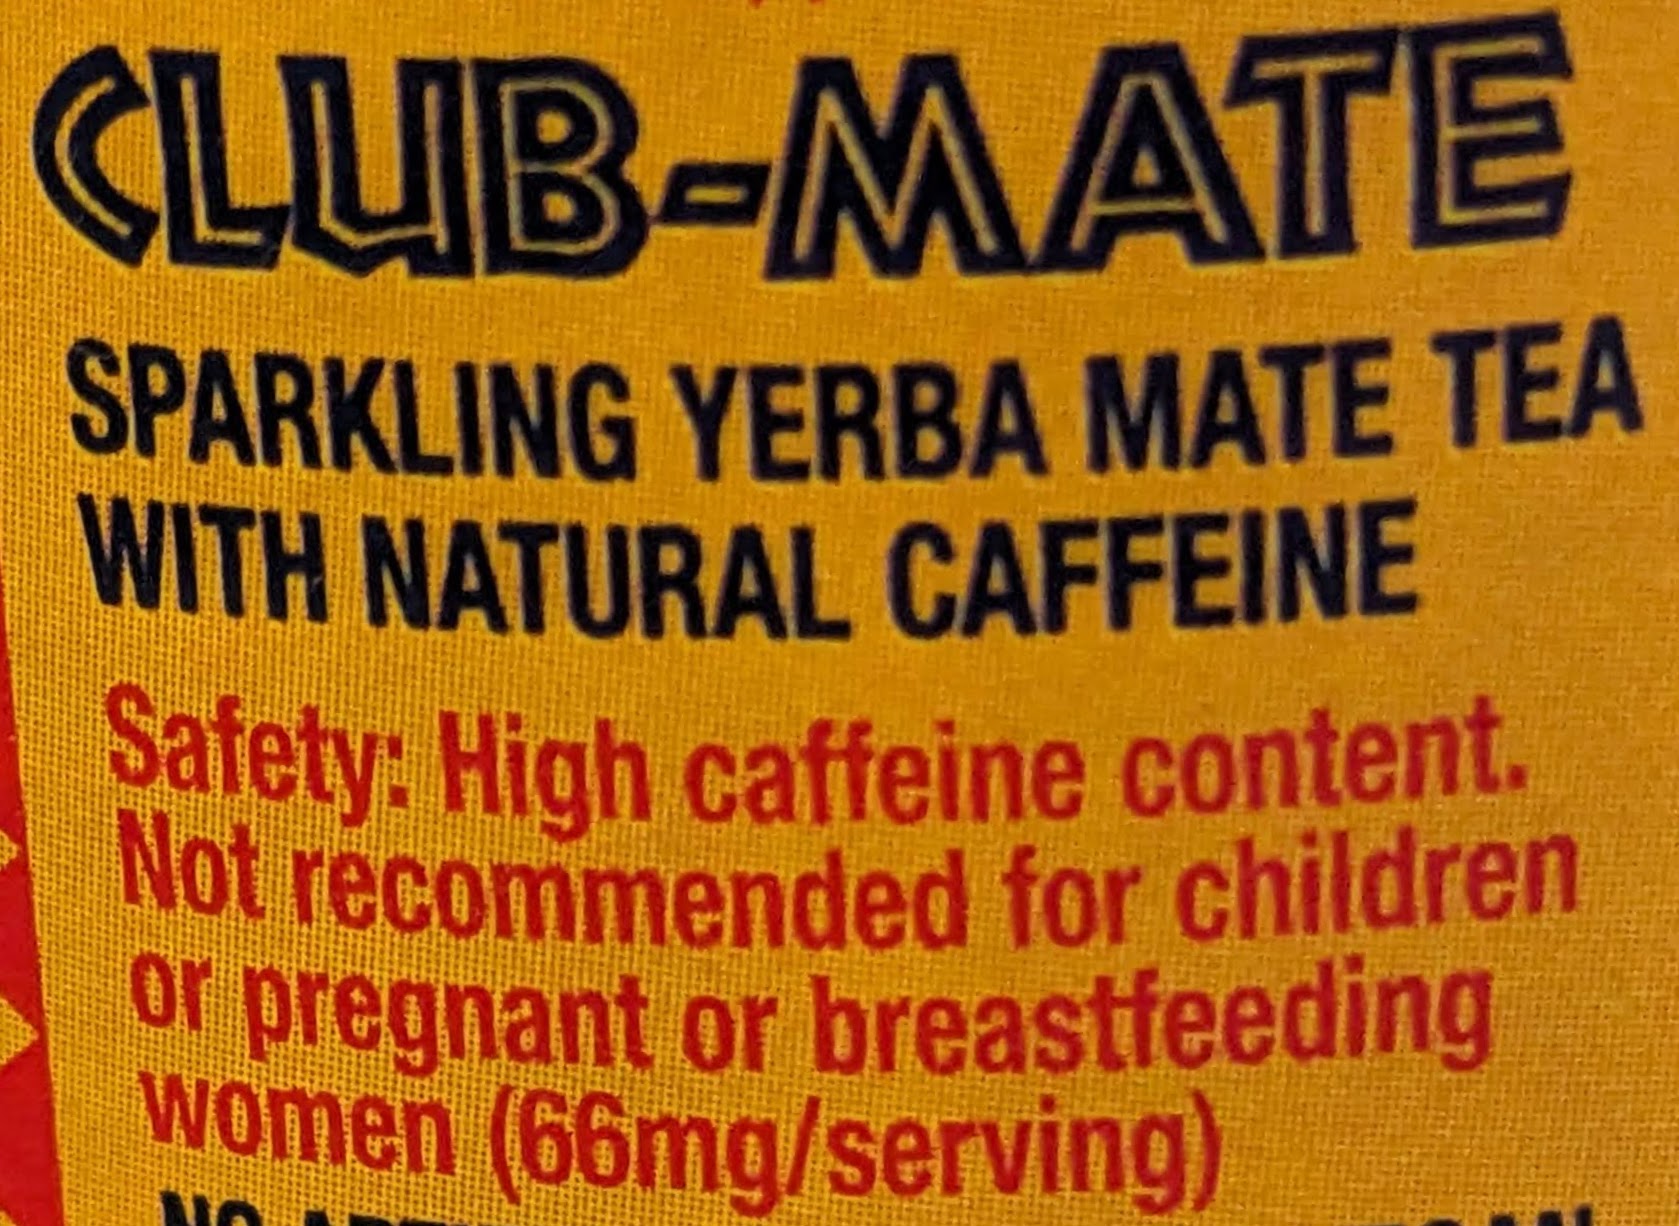 CLUB-MATE
SPARKLING YERBA MATE TEA
WITH NATURAL CAFFEINE
Safety: High caffeine content.
Not recommended for children
or pregnant or breastfeeding
women (66mg/serving)
NO